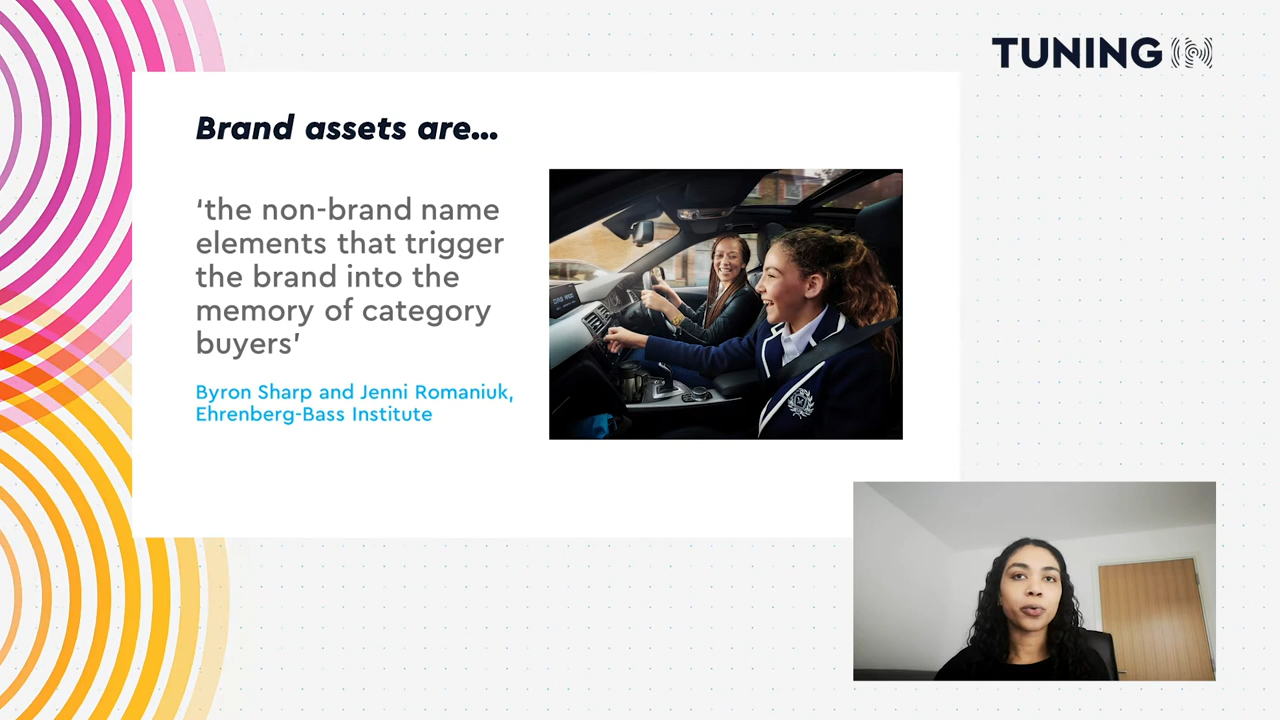 TUNING IN
Brand assets are...
‘the non-brand name
elements that trigger
the brand into the
memory of category
buyers’
Byron Sharp and Jenni Romaniuk,
Ehrenberg-Bass Institute